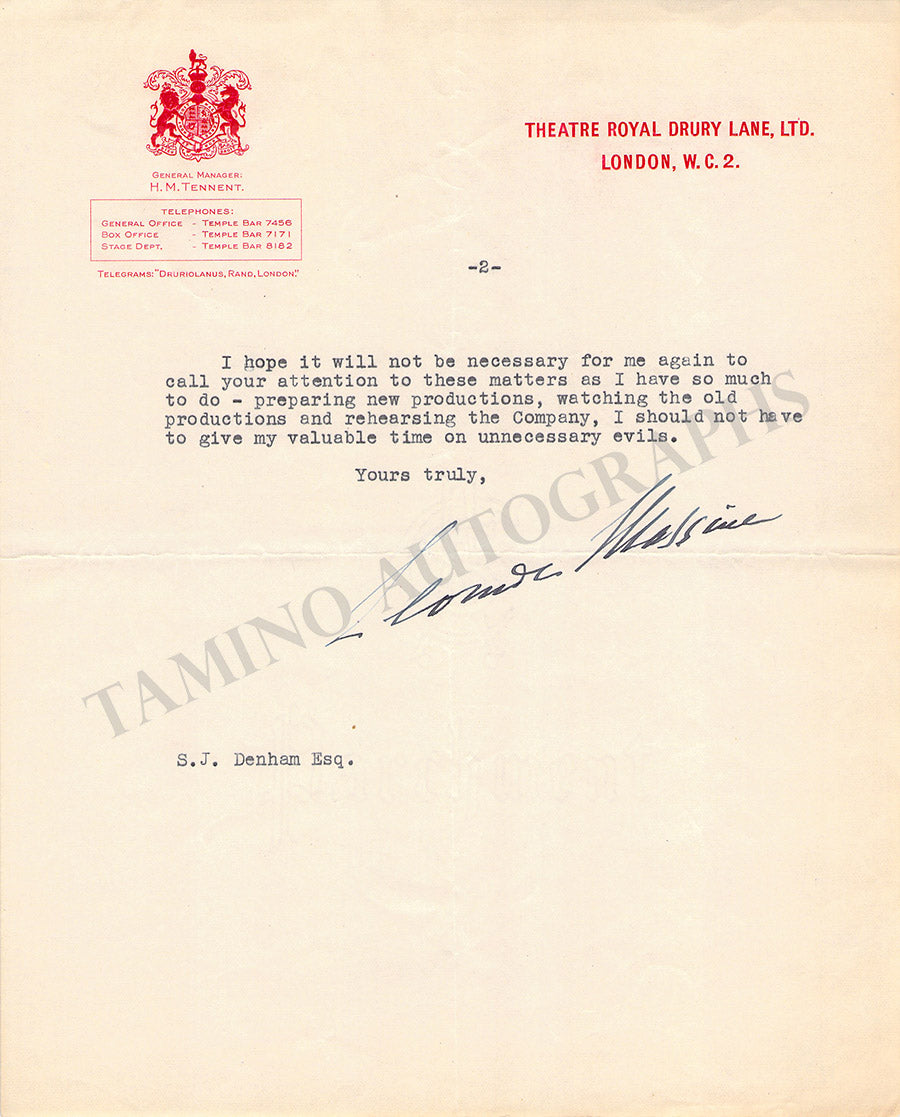 THEATRE ROYAL DRURY LANE, LTD.
LONDON, W.C.2.
GENERAL MANAGER:
H. M. TENNENT.
TELEPHONES:
GENERAL OFFICE - TEMPLE BAR 7456
BOX OFFICE - TEMPLE BAR 7171
STAGE DEPT. - TEMPLE BAR 8182
TELEGRAMS: "DRURIOLANUS, RAND, LONDON."
-2-
I hope it will not be necessary for me again to
call your attention to these matters as I have so much
to do - preparing new productions, watching the old
productions and rehearsing the Company, I should not have
to give my valuable time on unnecessary evils.
Yours truly,
Leonide Massine
TAMINO AUTOGRAPHS
S.J. Denham Esq.